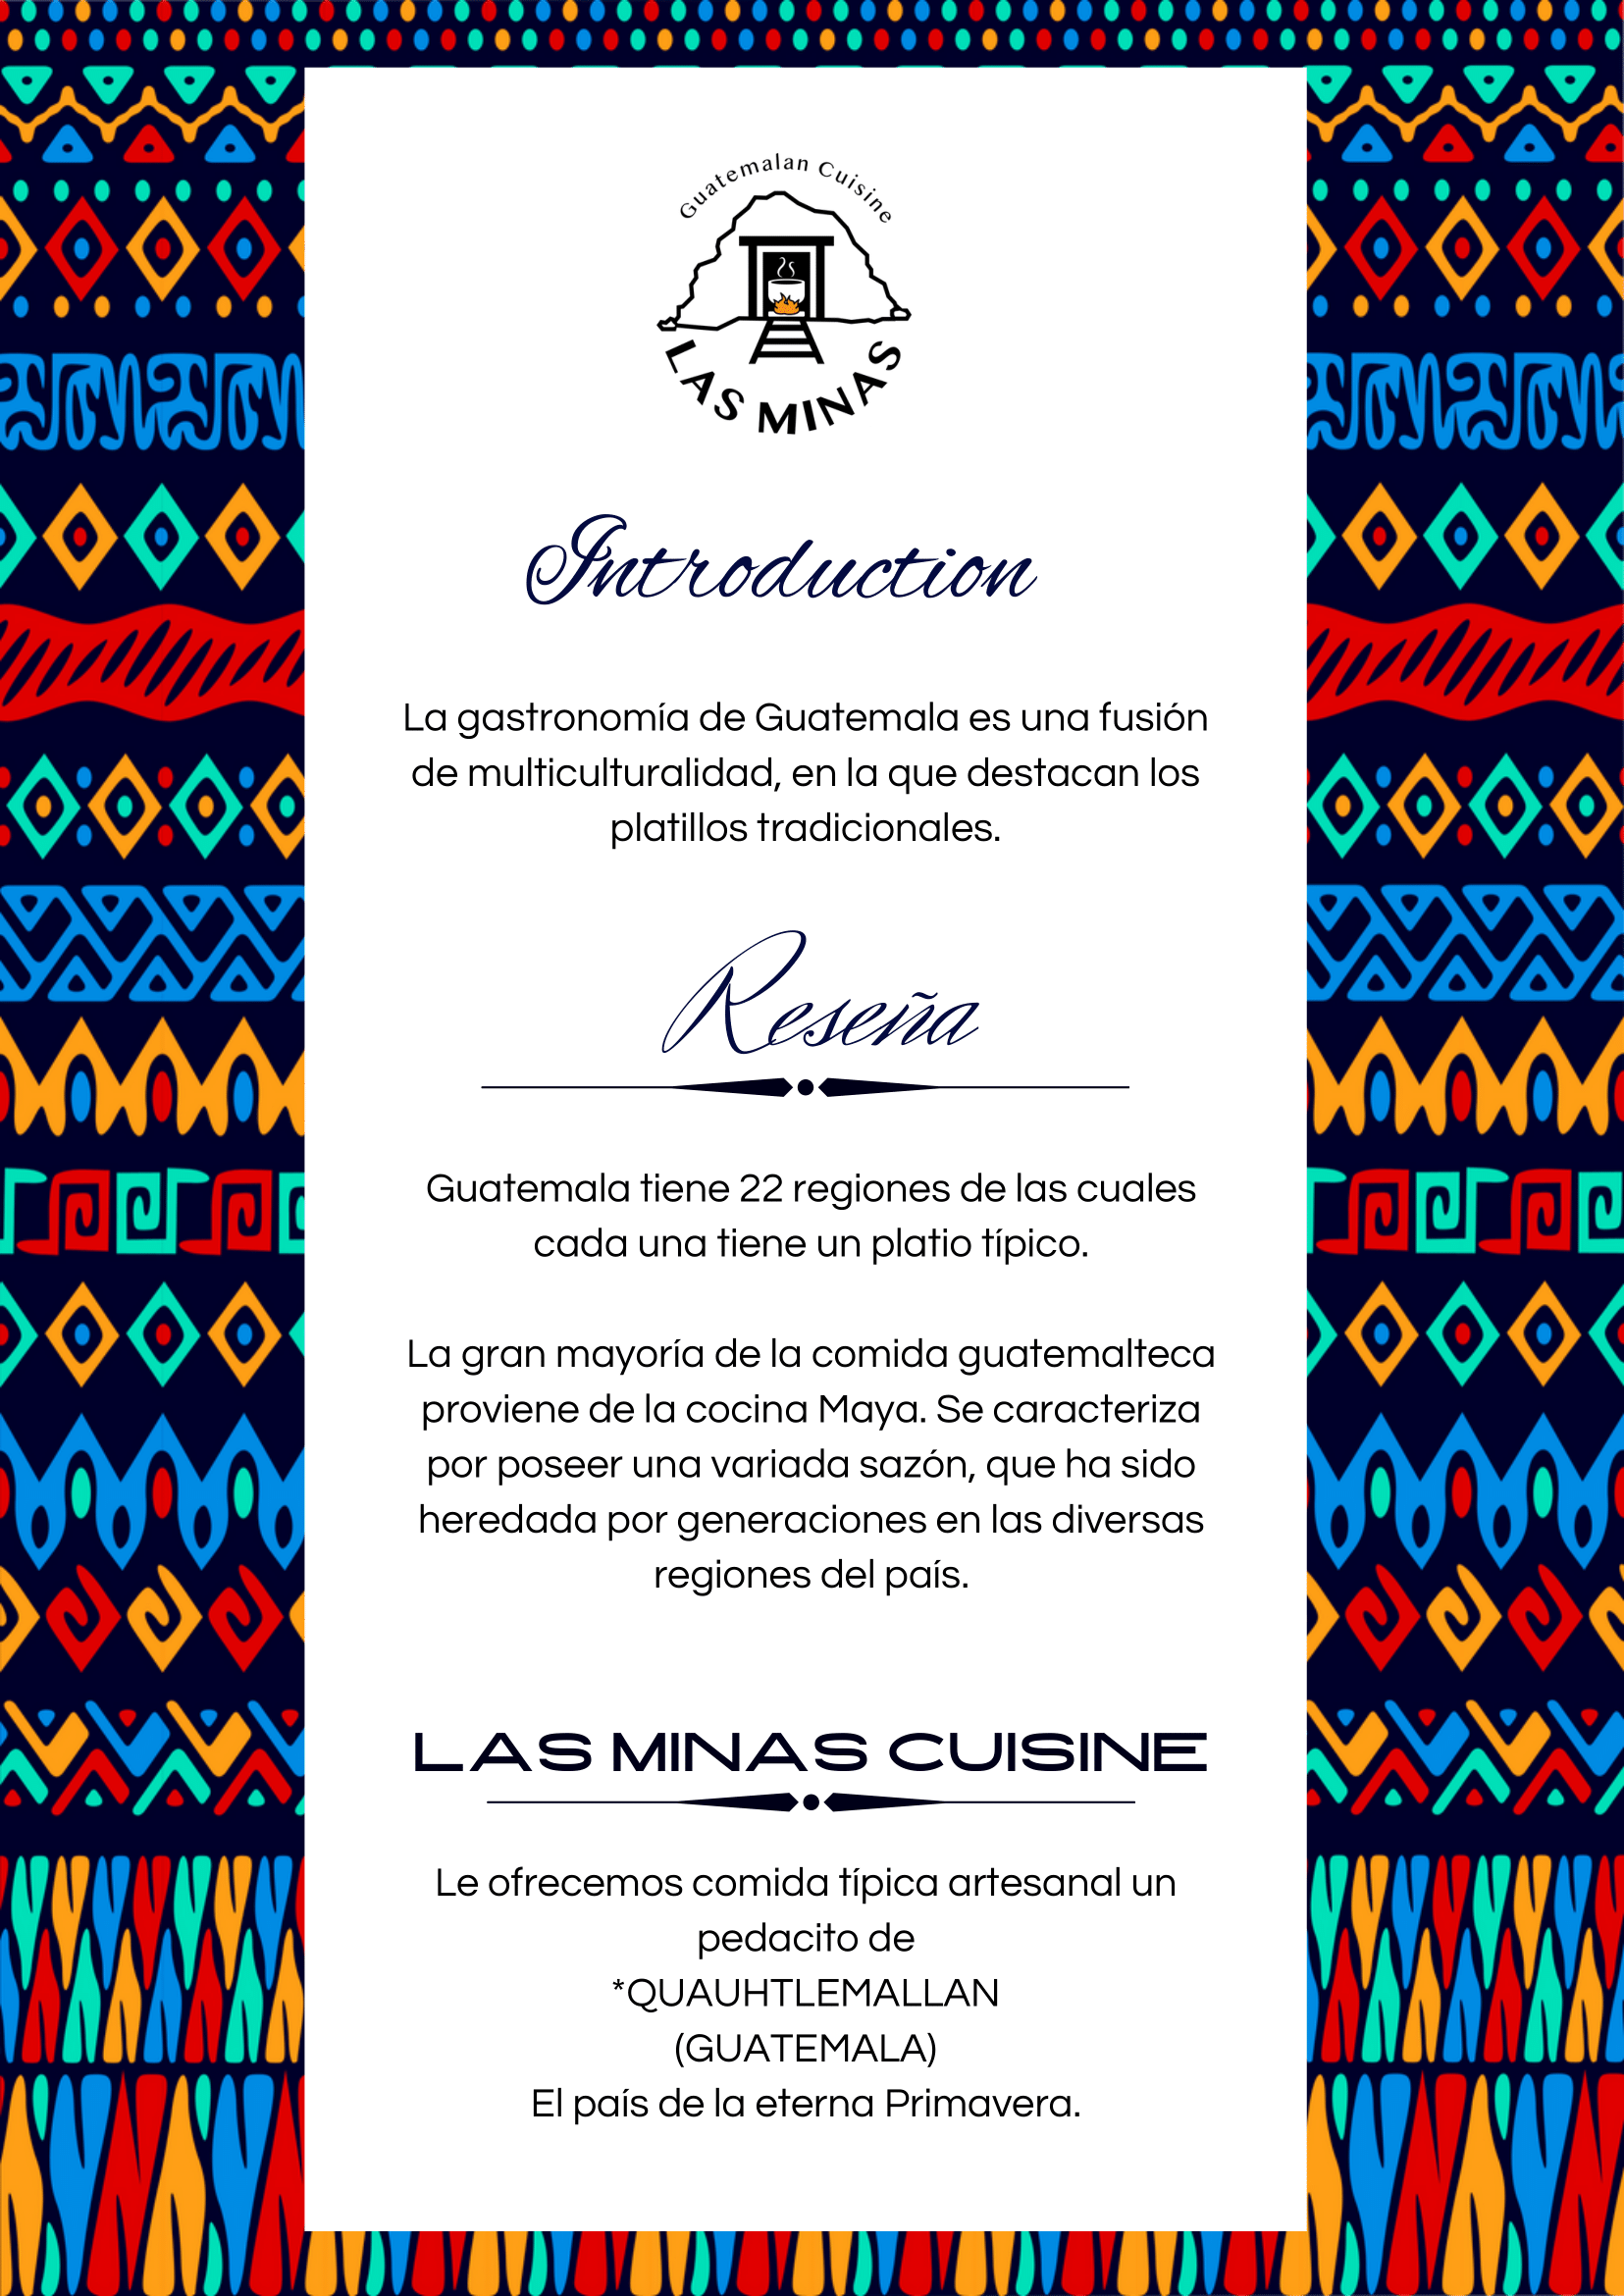 Guatemalan Cuisine
LAS MINAS
Introduction
La gastronomía de Guatemala es una fusión
de multiculturalidad, en la que destacan los
platillos tradicionales.
Reseña
Guatemala tiene 22 regiones de las cuales
cada una tiene un platio típico.
La gran mayoría de la comida guatemalteca
proviene de la cocina Maya. Se caracteriza
por poseer una variada sazón, que ha sido
heredada por generaciones en las diversas
regiones del país.
LAS MINAS CUISINE
Le ofrecemos comida típica artesanal un
pedacito de
*QUAUHTLEMALLAN
(GUATEMALA)
El país de la eterna Primavera.